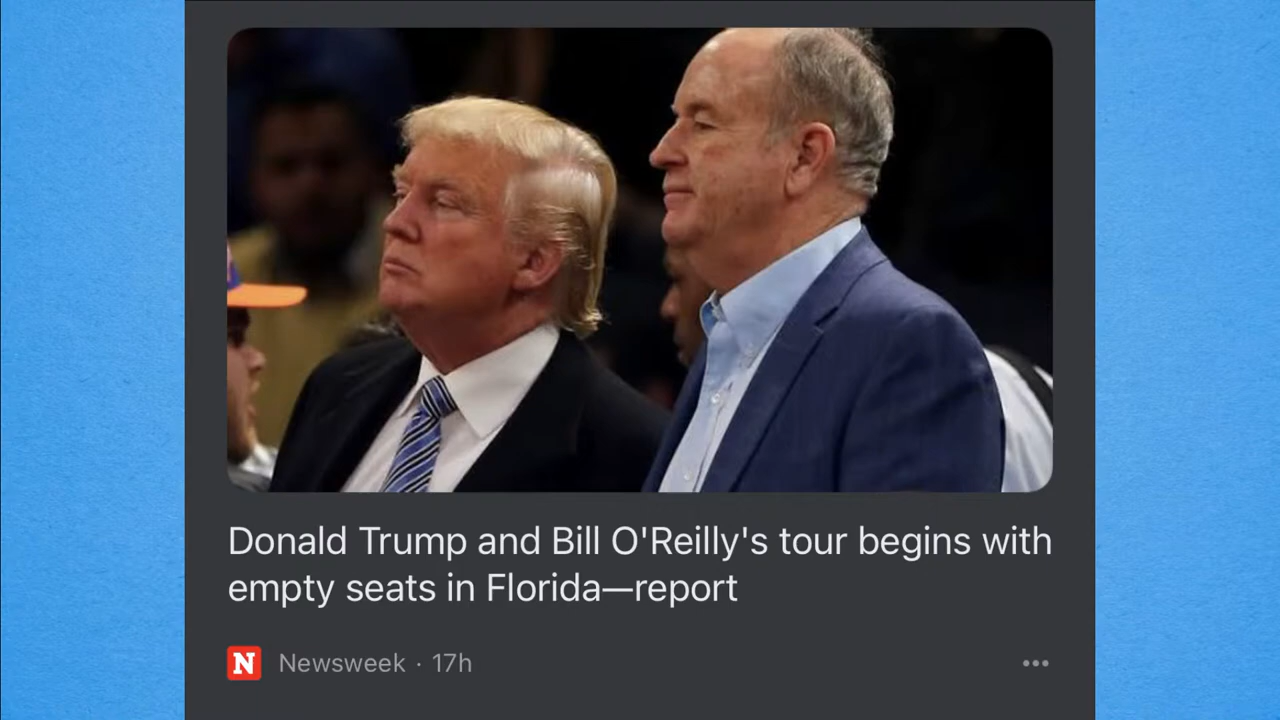 Donald Trump and Bill O'Reilly's tour begins with
empty seats in Florida—report
N Newsweek · 17h